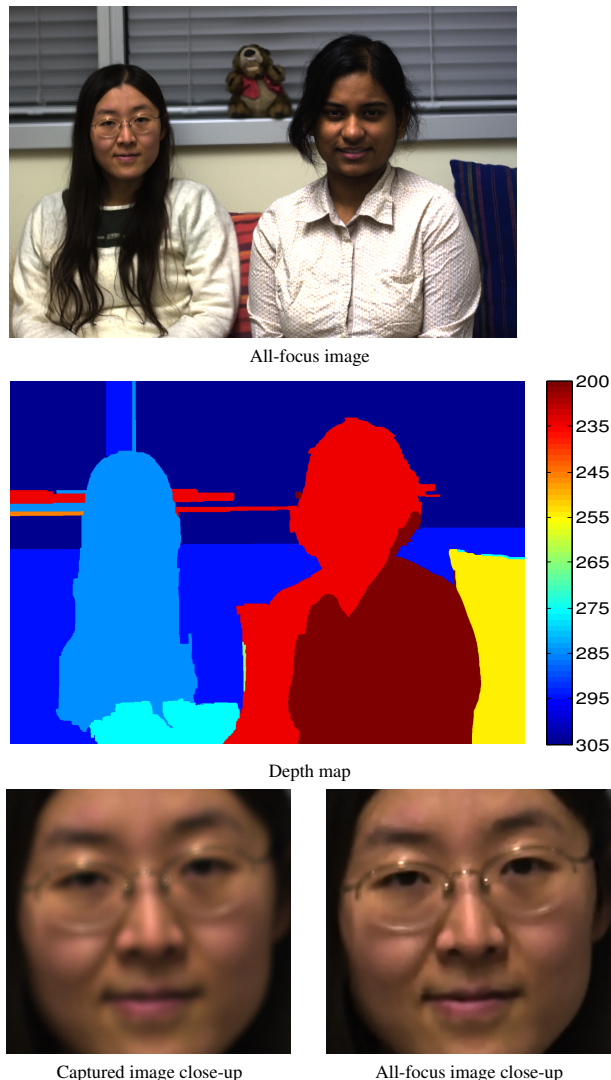 All-focus image
200
235
245
255
265
275
285
295
305
Depth map
Captured image close-up
All-focus image close-up